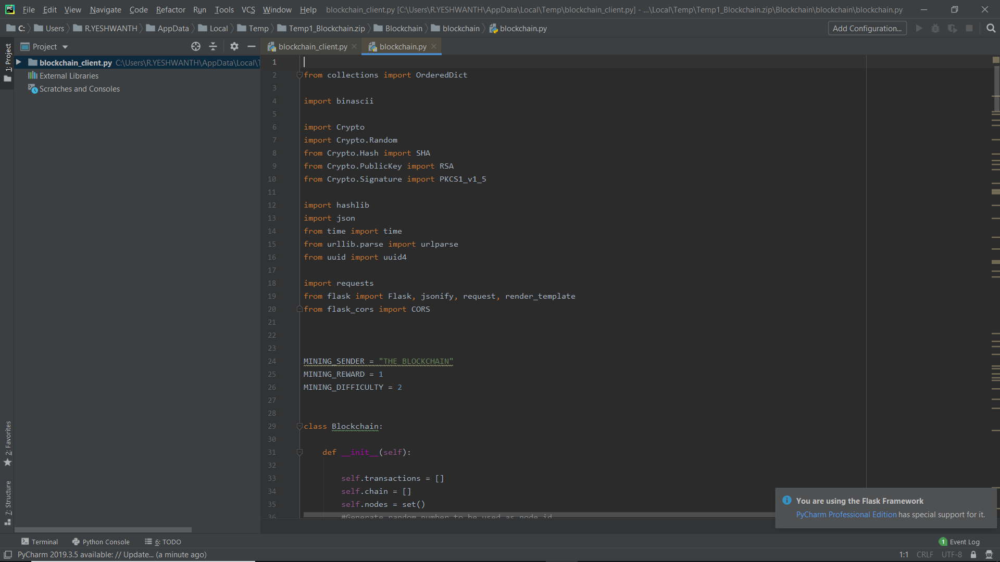 File Edit View Navigate Code Refactor Run Tools VCS Window Help blockchain_client.py [C:\Users\R.YESHWANTH\AppData\Local\Temp\blockchain_client.py] - ...\Local\Temp\Temp1_Blockchain.zip\Blockchain\blockchain\blockchain.py
C: Users R.YESHWANTH AppData Local Temp Temp1_Blockchain.zip Blockchain blockchain blockchain.py Add Configuration...
Project blockchain_client.py blockchain.py
1: Project
blockchain_client.py C:\Users\R.YESHWANTH\AppData\Local\T
External Libraries
Scratches and Consoles
1
2 from collections import OrderedDict
3
4 import binascii
5
6 import Crypto
7 import Crypto.Random
8 from Crypto.Hash import SHA
9 from Crypto.PublicKey import RSA
10 from Crypto.Signature import PKCS1_v1_5
11
12 import hashlib
13 import json
14 from time import time
15 from urllib.parse import urlparse
16 from uuid import uuid4
17
18 import requests
19 from flask import Flask, jsonify, request, render_template
20 from flask_cors import CORS
21
22
23
24 MINING_SENDER = "THE BLOCKCHAIN"
25 MINING_REWARD = 1
26 MINING_DIFFICULTY = 2
27
28
29 class Blockchain:
30
31 def __init__(self):
32
33 self.transactions = []
34 self.chain = []
35 self.nodes = set()
36 #Generate random number to be used as node_id
2: Favorites
7: Structure
You are using the Flask Framework
PyCharm Professional Edition has special support for it.
Terminal Python Console 6: TODO 1 Event Log
PyCharm 2019.3.5 available: // Update... (a minute ago) 1:1 CRLF UTF-8